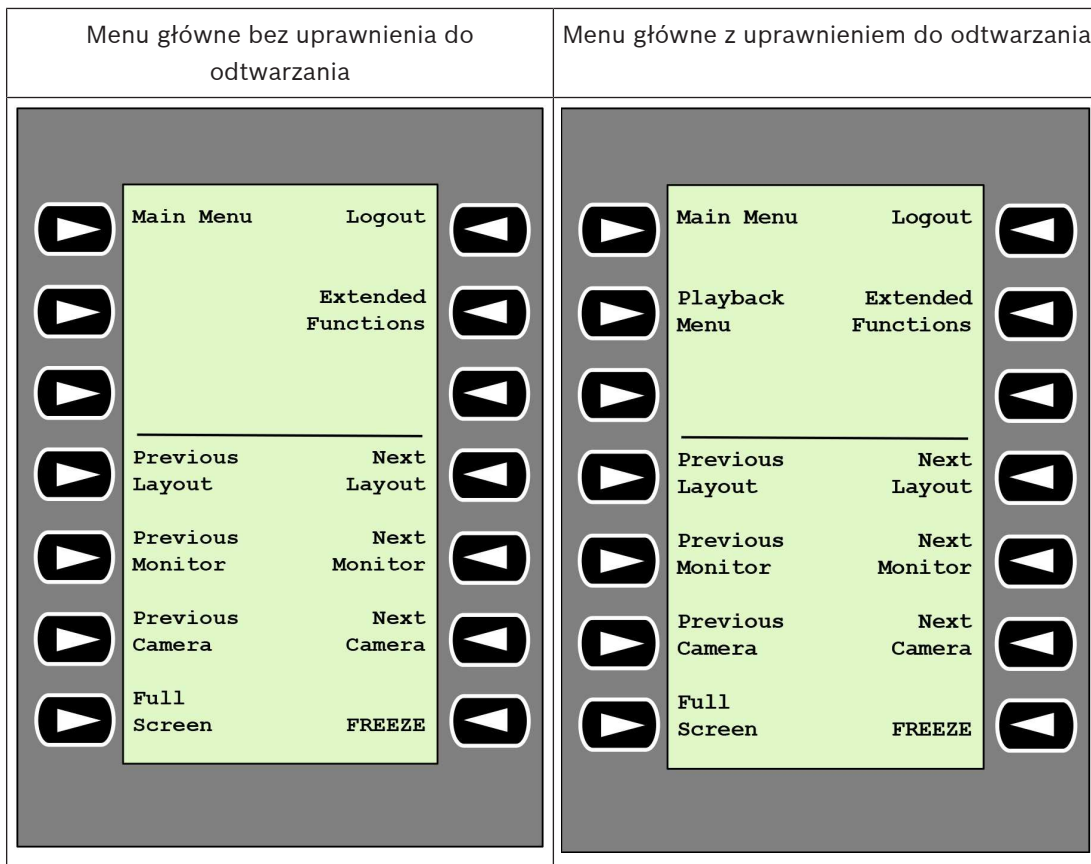 Menu główne bez uprawnienia do
odtwarzania
Menu główne z uprawnieniem do odtwarzania
Main Menu Logout
Extended
Functions
Previous Next
Layout Layout
Previous Next
Monitor Monitor
Previous Next
Camera Camera
Full
Screen FREEZE
Main Menu Logout
Playback Extended
Menu Functions
Previous Next
Layout Layout
Previous Next
Monitor Monitor
Previous Next
Camera Camera
Full
Screen FREEZE